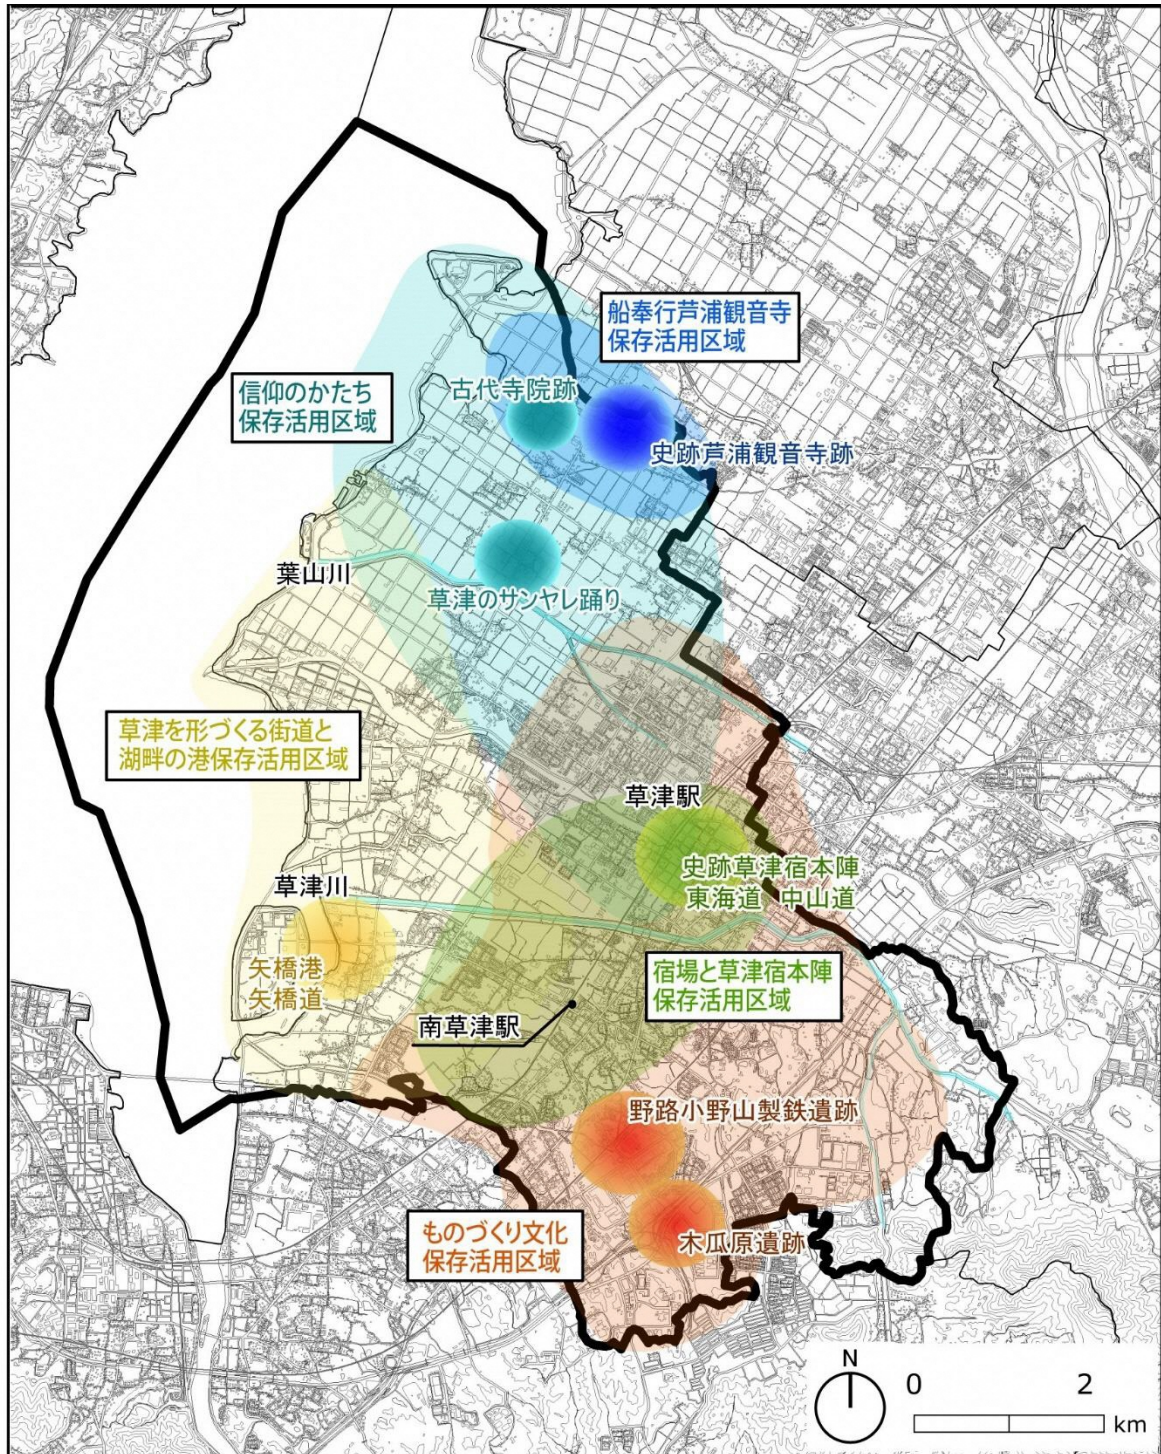 船奉行芦浦観音寺
保存活用区域
信仰のかたち
保存活用区域
古代寺院跡
史跡芦浦観音寺跡
葉山川
草津のサンヤレ踊り
草津を形づくる街道と
湖畔の港保存活用区域
草津駅
史跡草津宿本陣
東海道 中山道
草津川
矢橋港
矢橋道
宿場と草津宿本陣
保存活用区域
南草津駅
野路小野山製鉄遺跡
ものづくり文化
保存活用区域
木瓜原遺跡
N
0 2
km